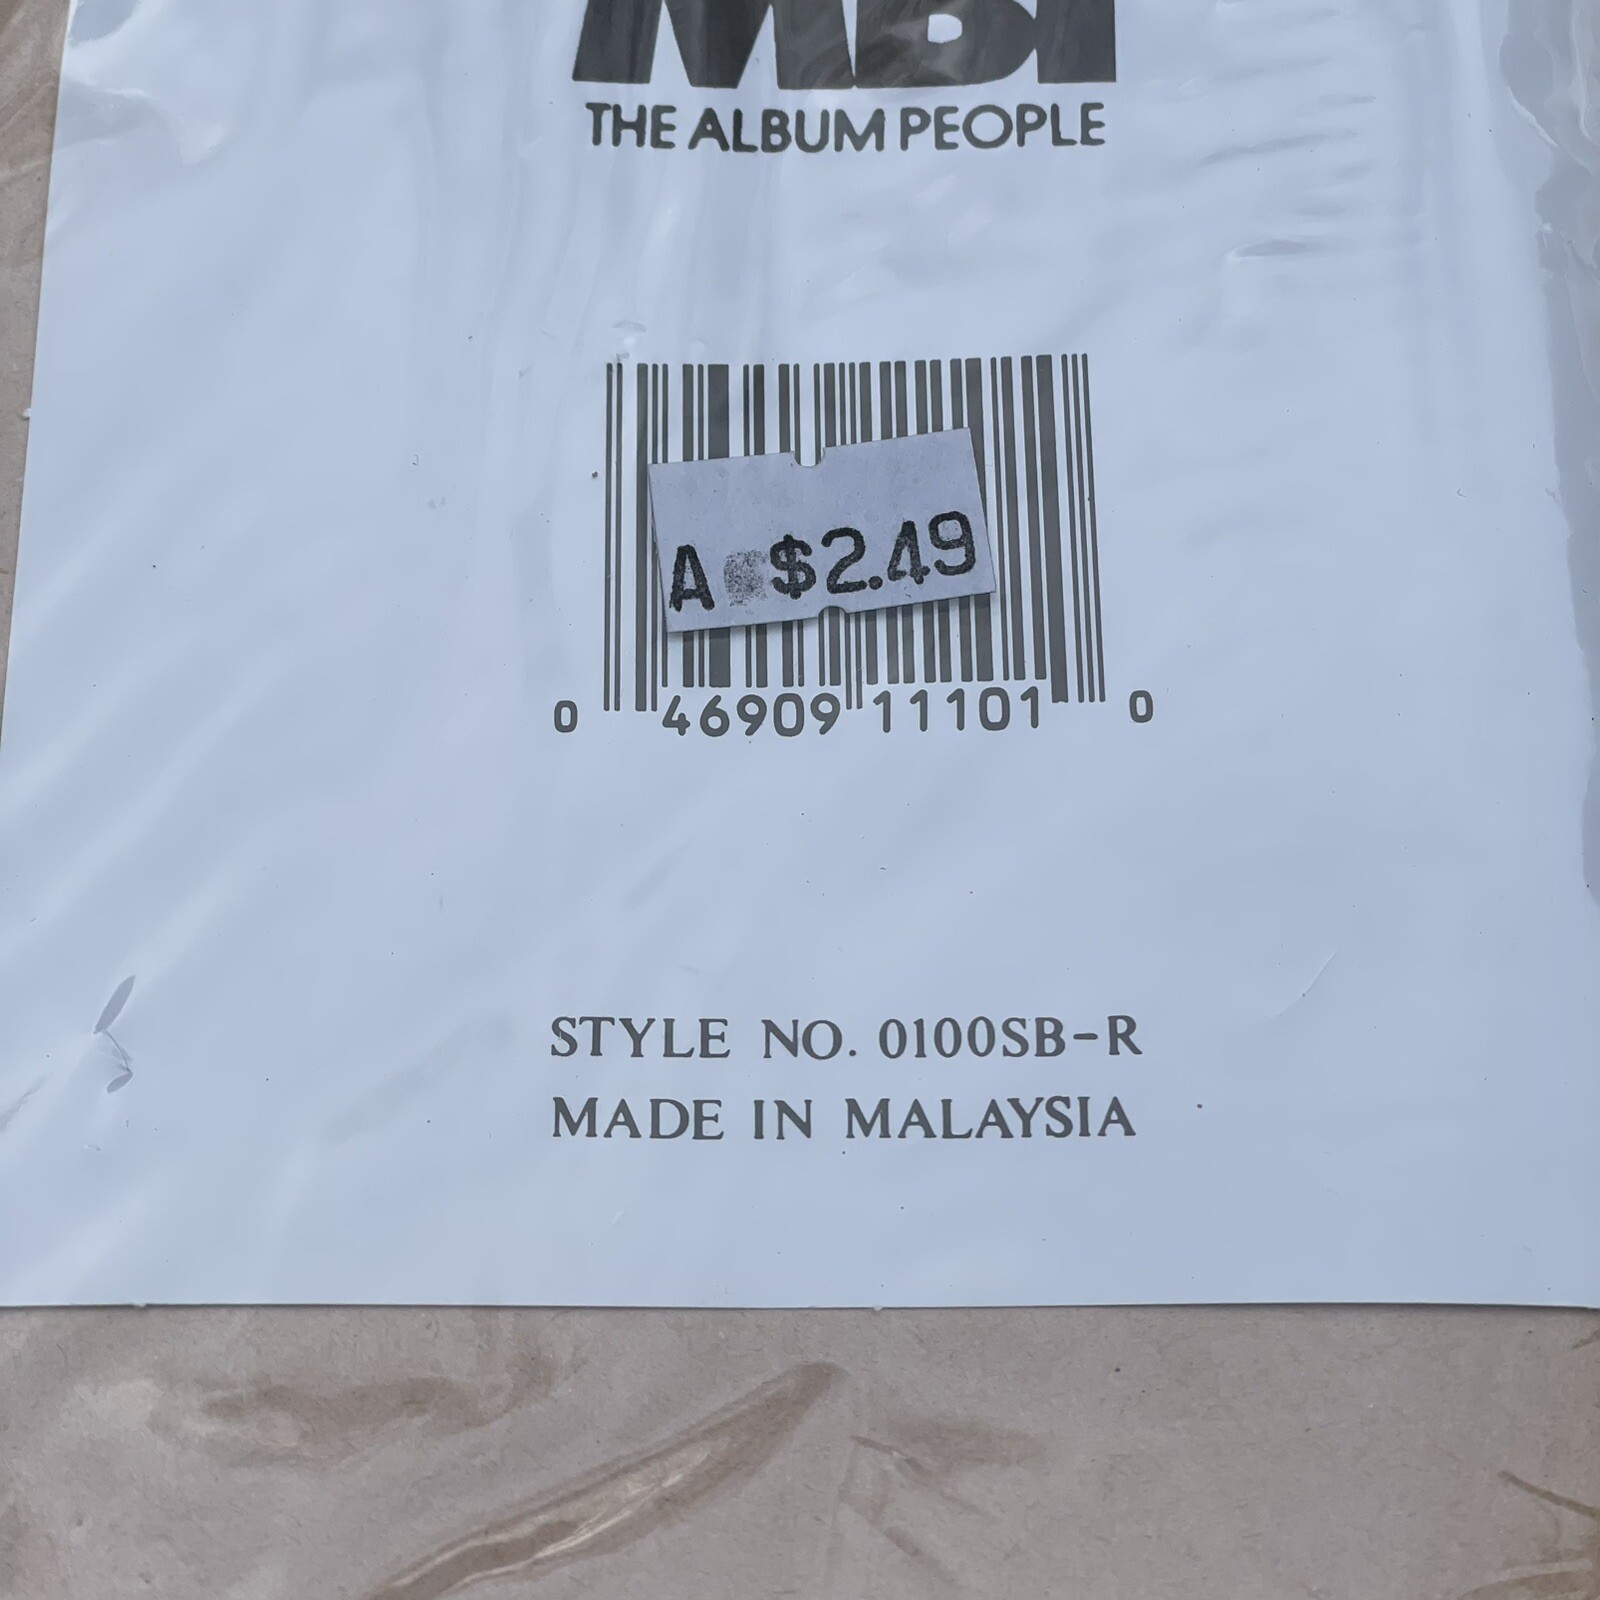 MBI
THE ALBUM PEOPLE
A $2.49
0 46909 11101 0
STYLE NO. 0100SB-R
MADE IN MALAYSIA